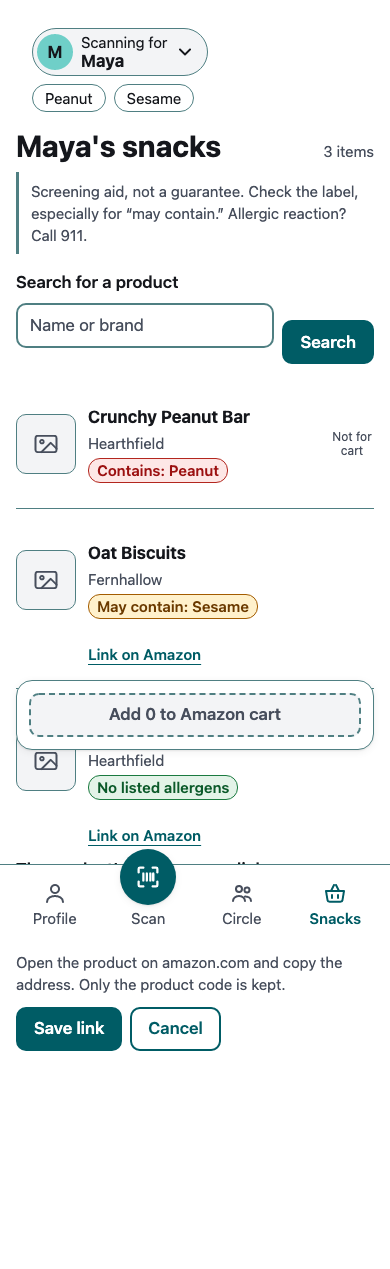 M
Scanning for
Maya
Peanut
Sesame
Maya's snacks
3 items
Screening aid, not a guarantee. Check the label,
especially for “may contain.” Allergic reaction?
Call 911.
Search for a product
Name or brand
Search
Crunchy Peanut Bar
Hearthfield
Contains: Peanut
Not for
cart
Oat Biscuits
Fernhallow
May contain: Sesame
Link on Amazon
Add 0 to Amazon cart
Hearthfield
No listed allergens
Link on Amazon
Profile
Scan
Circle
Snacks
Open the product on amazon.com and copy the
address. Only the product code is kept.
Save link
Cancel